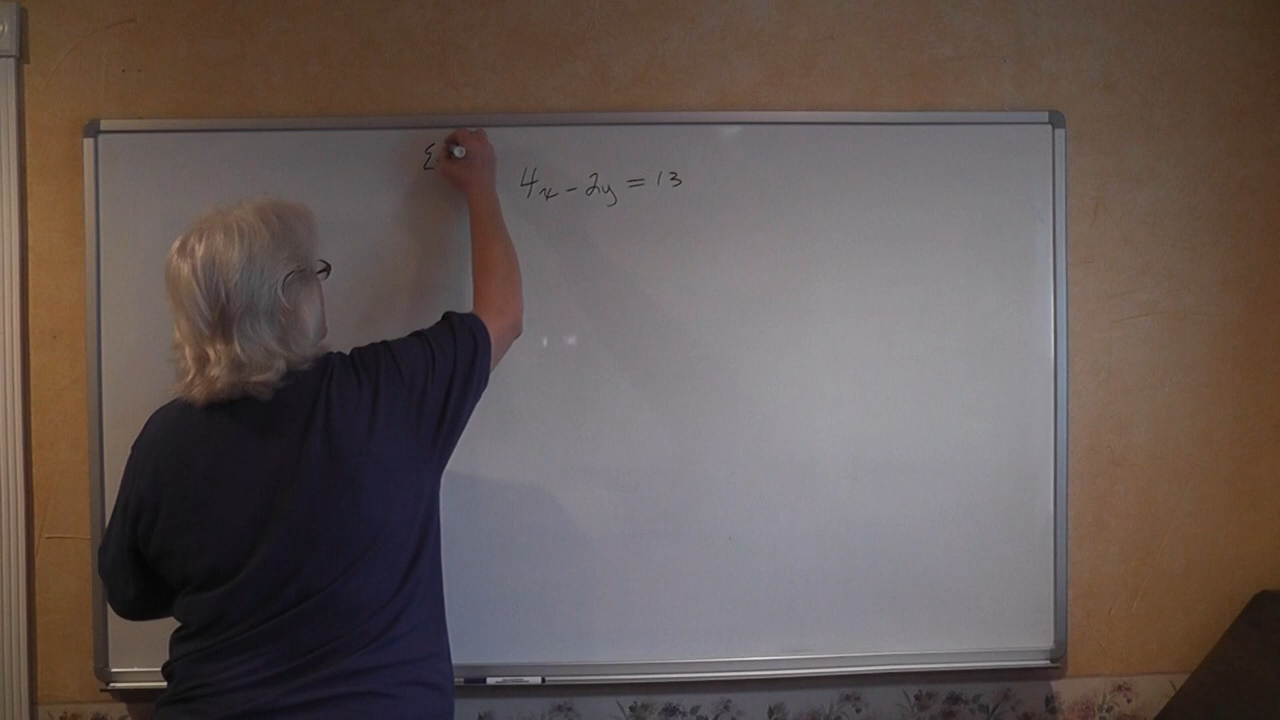 4x - 2y = 13